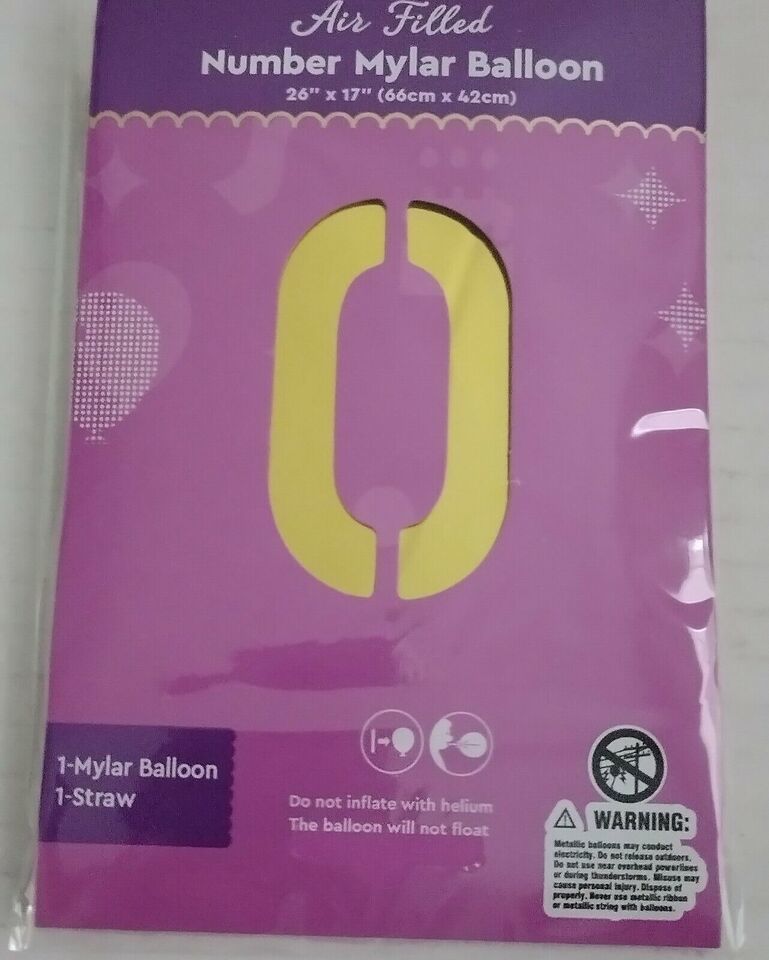 Air Filled
Number Mylar Balloon
26" x 17" (66cm x 42cm)
0
1-Mylar Balloon
1-Straw
Do not inflate with helium
The balloon will not float
WARNING:
Metallic balloons may conduct
electricity. Do not release outdoors.
Do not use near overhead powerlines
or during thunderstorms. Misuse may
cause personal injury. Dispose of
properly. Never use metallic ribbon
or metallic string with balloons.